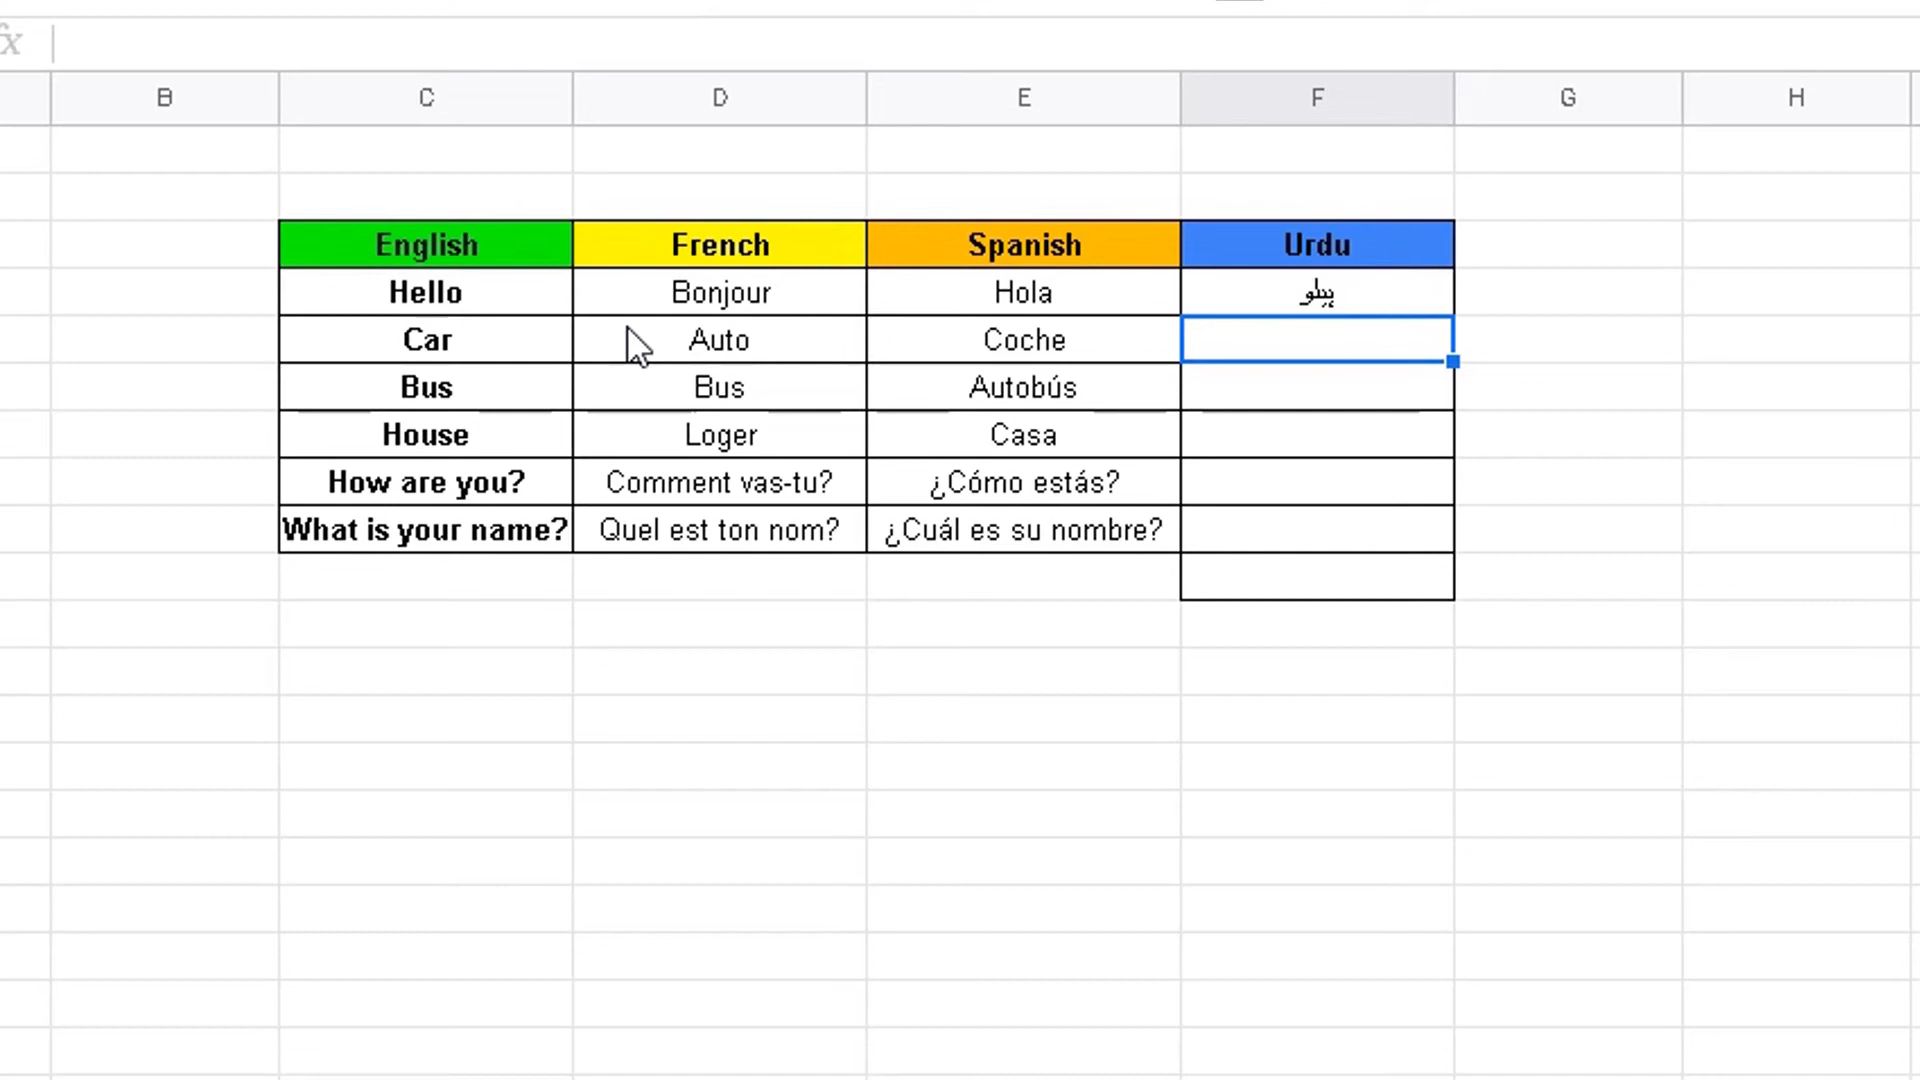 fx
B C D E F G H
English French Spanish Urdu
Hello Bonjour Hola ہیلو
Car Auto Coche
Bus Bus Autobús
House Loger Casa
How are you? Comment vas-tu? ¿Cómo estás?
What is your name? Quel est ton nom? ¿Cuál es su nombre?